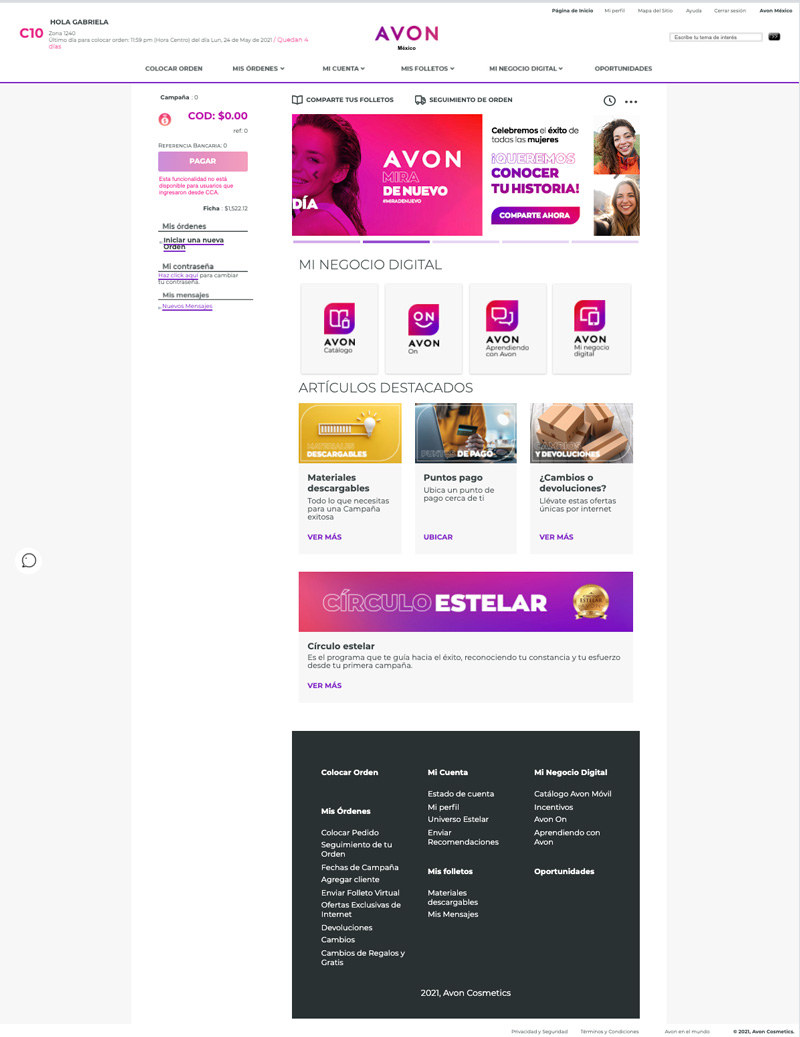 Página de Inicio Mi perfil Mapa del Sitio Ayuda Cerrar sesión Avon México
HOLA GABRIELA
C10
Zona 1240
Último día para colocar orden: 11:59 pm (Hora Centro) del día Lun, 24 de May de 2021 / Quedan 4
días
AVON
México
Escribe tu tema de interés
COLOCAR ORDEN MIS ÓRDENES MI CUENTA MIS FOLLETOS MI NEGOCIO DIGITAL OPORTUNIDADES
Campaña : 0
COD: $0.00
ref: 0
REFERENCIA BANCARIA: 0
PAGAR
Esta funcionalidad no está
disponible para usuarios que
ingresaron desde CCA.
Ficha : $1,522.12
Mis órdenes
Iniciar una nueva
Orden
Mi contraseña
Haz click aquí para cambiar
tu contraseña.
Mis mensajes
Nuevos Mensajes
COMPARTE TUS FOLLETOS SEGUIMIENTO DE ORDEN
DÍA
AVON
MIRA
DE NUEVO
#MIRADENUEVO
Celebremos el éxito de
todas las mujeres
¡QUEREMOS
CONOCER
TU HISTORIA!
COMPARTE AHORA
MI NEGOCIO DIGITAL
AVON
Catálogo
ON
AVON
On
AVON
Aprendiendo
con Avon
AVON
Mi negocio
digital
ARTÍCULOS DESTACADOS
MATERIALES
DESCARGABLES
Materiales
descargables
Todo lo que necesitas
para una Campaña
exitosa
VER MÁS
PUNTOS DE PAGO
Puntos pago
Ubica un punto de
pago cerca de ti
UBICAR
CAMBIOS
Y DEVOLUCIONES
¿Cambios o
devoluciones?
Llévate estas ofertas
únicas por internet
VER MÁS
CÍRCULO ESTELAR
Círculo estelar
Es el programa que te guía hacia el éxito, reconociendo tu constancia y tu esfuerzo
desde tu primera campaña.
VER MÁS
Colocar Orden
Mis Órdenes
Colocar Pedido
Seguimiento de tu
Orden
Fechas de Campaña
Agregar cliente
Enviar Folleto Virtual
Ofertas Exclusivas de
Internet
Devoluciones
Cambios
Cambios de Regalos y
Gratis
Mi Cuenta
Estado de cuenta
Mi perfil
Universo Estelar
Enviar
Recomendaciones
Mis folletos
Materiales
descargables
Mis Mensajes
Mi Negocio Digital
Catálogo Avon Móvil
Incentivos
Avon On
Aprendiendo con
Avon
Oportunidades
2021, Avon Cosmetics
Privacidad y Seguridad Términos y Condiciones Avon en el mundo © 2021, Avon Cosmetics.